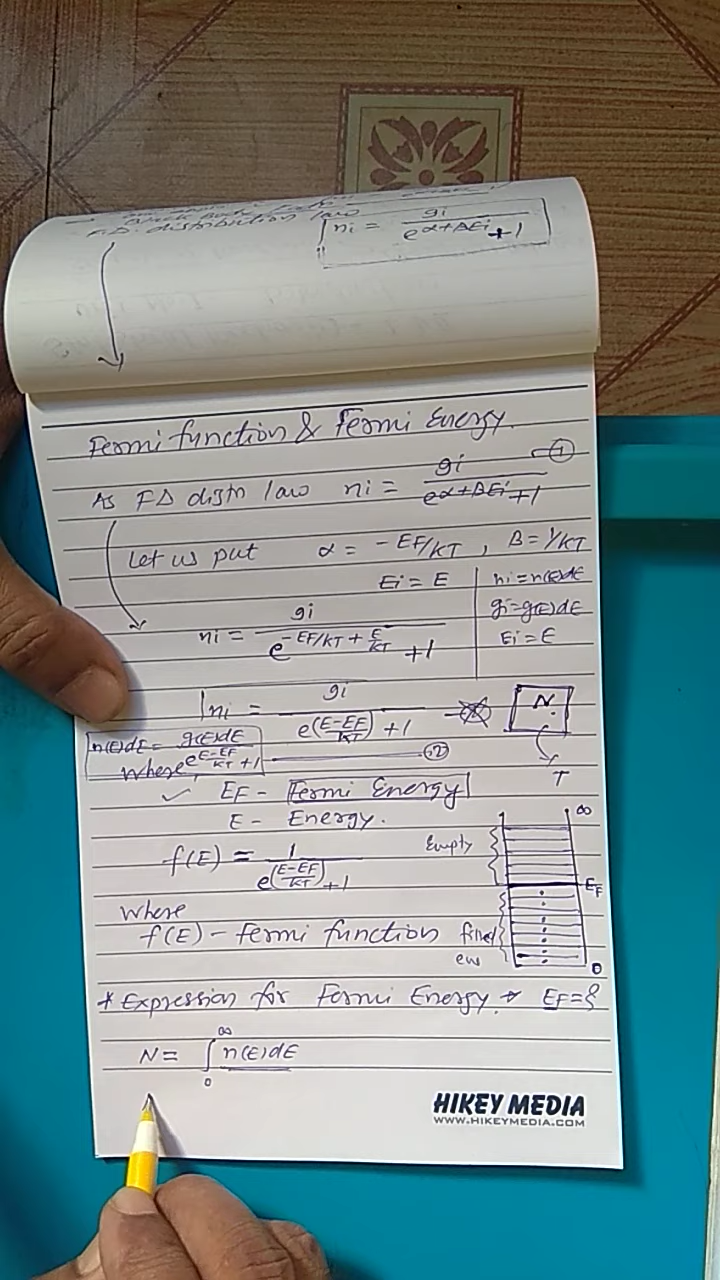 F.D. distribution law ni = gi / e^α+βEi +1
Fermi function & Fermi Energy.
As FD distn law ni = gi / e^α+βEi +1 — ①
Let us put α = -EF/KT , β = 1/KT
Ei = E
ni = n(E)dE
gi = g(E)dE
Ei = E
ni = gi / e^-EF/KT + E/KT +1
ni = gi / e^(E-EF/KT) +1
N
T
n(E)dE = g(E)dE / e^E-EF/KT +1 — ②
Where,
✓ EF - Fermi Energy
E - Energy.
f(E) = 1 / e^(E-EF/KT) +1
∞
Empty
EF
filled
0
where
f(E) - Fermi function
* Expression for Fermi Energy → EF = ξ
N = ∫₀^∞ n(E)dE
HIKEY MEDIA
WWW.HIKEYMEDIA.COM